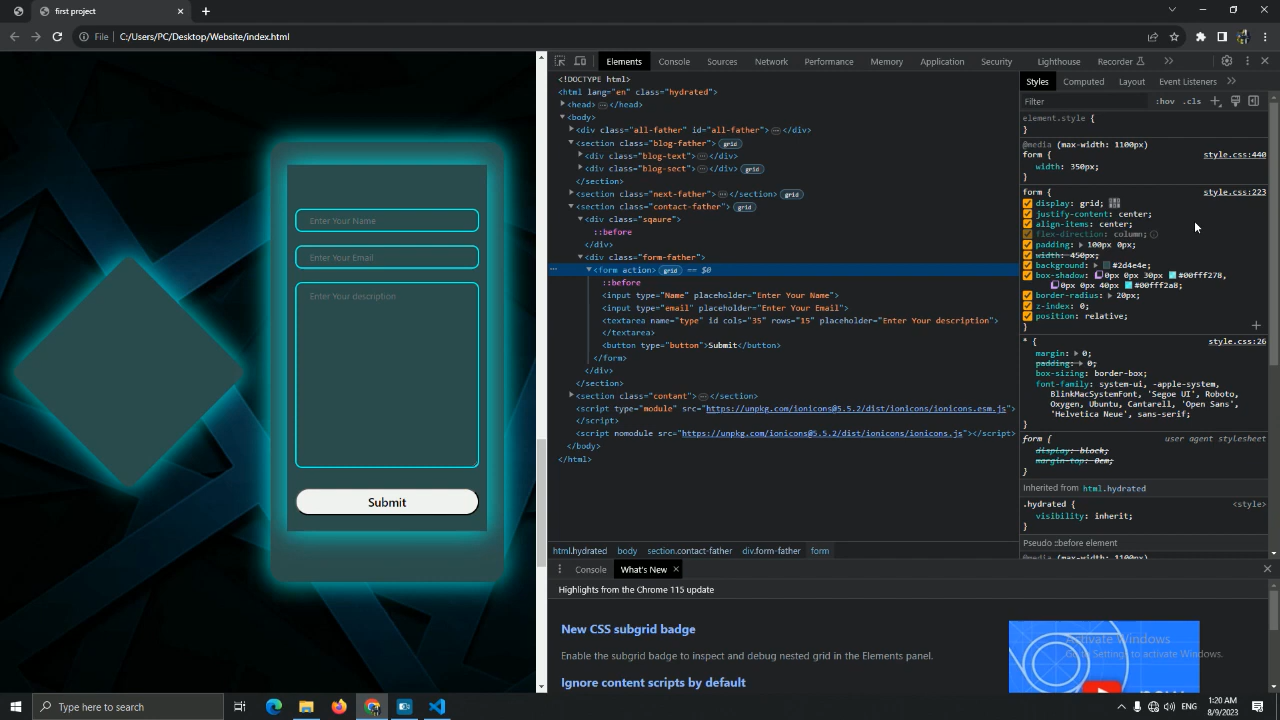 first project
File
C:/Users/PC/Desktop/Website/index.html
Enter Your Name
Enter Your Email
Enter Your description
Submit
Elements
Console
Sources
Network
Performance
Memory
Application
Security
Lighthouse
Recorder
<!DOCTYPE html>
<html lang="en" class="hydrated">
<head>…</head>
<body>
<div class="all-father" id="all-father">…</div>
<section class="blog-father"> grid
<div class="blog-text">…</div>
<div class="blog-sect">…</div> grid
</section>
<section class="next-father">…</section> grid
<section class="contact-father"> grid
<div class="sqaure">
::before
</div>
<div class="form-father">
<form action> grid == $0
::before
<input type="Name" placeholder="Enter Your Name">
<input type="email" placeholder="Enter Your Email">
<textarea name="type" id cols="35" rows="15" placeholder="Enter Your description">
</textarea>
<button type="button">Submit</button>
</form>
</div>
</section>
<section class="contant">…</section>
<script type="module" src="https://unpkg.com/ionicons@5.5.2/dist/ionicons/ionicons.esm.js">
</script>
<script nomodule src="https://unpkg.com/ionicons@5.5.2/dist/ionicons/ionicons.js"></script>
</body>
</html>
html.hydrated body section.contact-father div.form-father form
Styles
Computed
Layout
Event Listeners
Filter
:hov .cls
element.style {
}
@media (max-width: 1100px)
form { style.css:440
width: 350px;
}
form { style.css:223
display: grid;
justify-content: center;
align-items: center;
flex-direction: column;
padding: 100px 0px;
width: 450px;
background: #2d4e4e;
box-shadow: 0px 0px 30px #00fff278,
0px 0px 40px #00fff2a8;
border-radius: 20px;
z-index: 0;
position: relative;
}
* { style.css:26
margin: 0;
padding: 0;
box-sizing: border-box;
font-family: system-ui, -apple-system,
BlinkMacSystemFont, 'Segoe UI', Roboto,
Oxygen, Ubuntu, Cantarell, 'Open Sans',
'Helvetica Neue', sans-serif;
}
form { user agent stylesheet
display: block;
margin-top: 0em;
}
Inherited from html.hydrated
.hydrated { <style>
visibility: inherit;
}
Pseudo ::before element
@media (max-width: 1100px)
Console
What's New
Highlights from the Chrome 115 update
New CSS subgrid badge
Enable the subgrid badge to inspect and debug nested grid in the Elements panel.
Ignore content scripts by default
Activate Windows
Go to Settings to activate Windows.
Type here to search
ENG
1:20 AM
8/9/2023